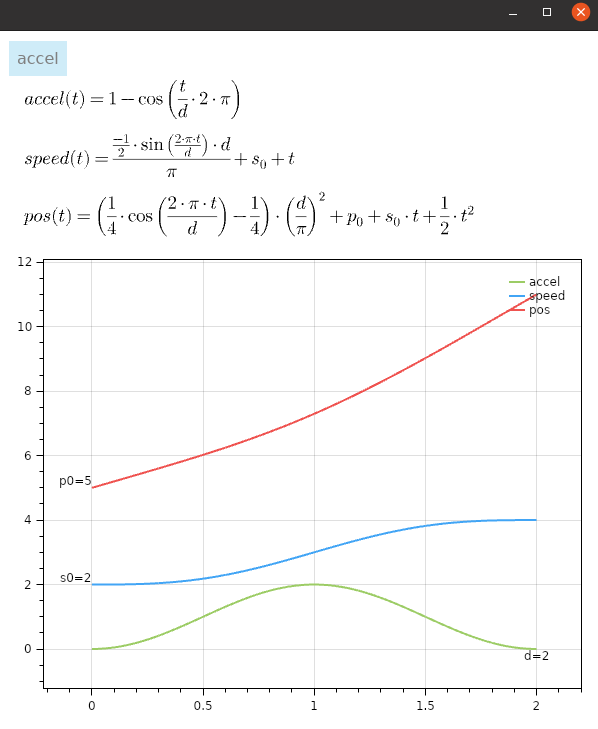 accel
accel(t) = 1 − cos(t/d · 2 · π)
speed(t) = (−1/2 · sin(2·π·t/d) · d)/π + s₀ + t
pos(t) = (1/4 · cos(2 · π · t/d) − 1/4) · (d/π)² + p₀ + s₀ · t + 1/2 · t²
12
accel
speed
pos
10
8
6
p0=5
4
s0=2
2
0
d=2
0 0.5 1 1.5 2